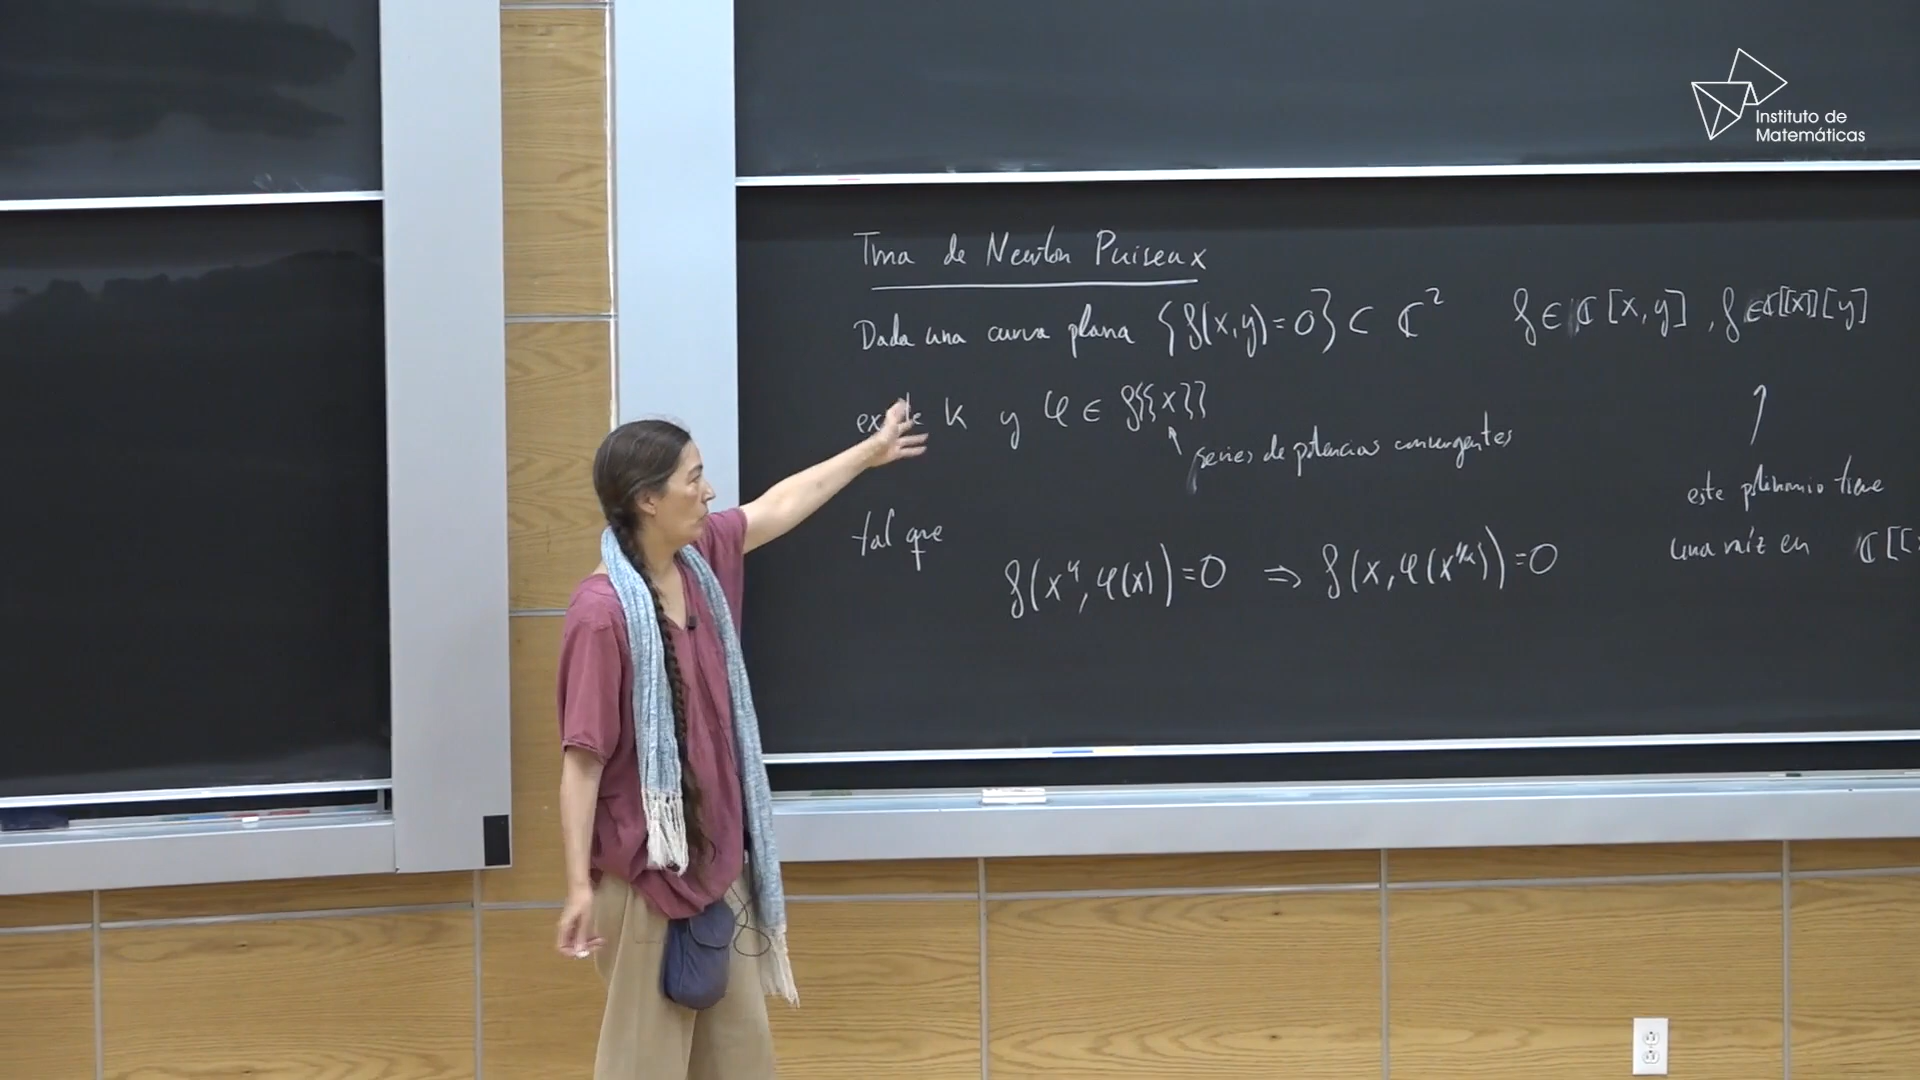 Instituto de
Matemáticas
Tma de Newton Puiseux
Dada una curva plana {f(x,y)=0} ⊂ ℂ² f ∈ ℂ[x,y], f ∈ ℂ[[x]][y]
existe k y φ ∈ f{{x}}
series de potencias convergentes
este polinomio tiene
una raíz en ℂ[[
tal que
f(x^k, φ(x))=0 ⇒ f(x, φ(x^{1/k}))=0